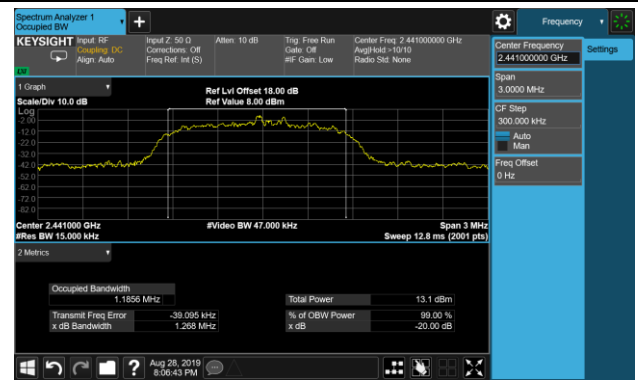 Spectrum Analyzer 1
Occupied BW
+
Frequency
KEYSIGHT
Input: RF
Coupling: DC
Align: Auto
Input Z: 50 Ω
Corrections: Off
Freq Ref: Int (S)
Atten: 10 dB
Trig: Free Run
Gate: Off
#IF Gain: Low
Center Freq: 2.441000000 GHz
Avg|Hold:>10/10
Radio Std: None
LXI
Center Frequency
2.441000000 GHz
Settings
Span
3.0000 MHz
CF Step
300.000 kHz
Auto
Man
Freq Offset
0 Hz
1 Graph
Scale/Div 10.0 dB
Ref Lvl Offset 18.00 dB
Ref Value 8.00 dBm
Log
-2.00
-12.0
-22.0
-32.0
-42.0
-52.0
-62.0
-72.0
-82.0
Center 2.441000 GHz
#Res BW 15.000 kHz
#Video BW 47.000 kHz
Span 3 MHz
Sweep 12.8 ms (2001 pts)
2 Metrics
Occupied Bandwidth
1.1856 MHz
Total Power 13.1 dBm
Transmit Freq Error -39.095 kHz
% of OBW Power 99.00 %
x dB Bandwidth 1.268 MHz
x dB -20.00 dB
?
Aug 28, 2019
8:06:43 PM